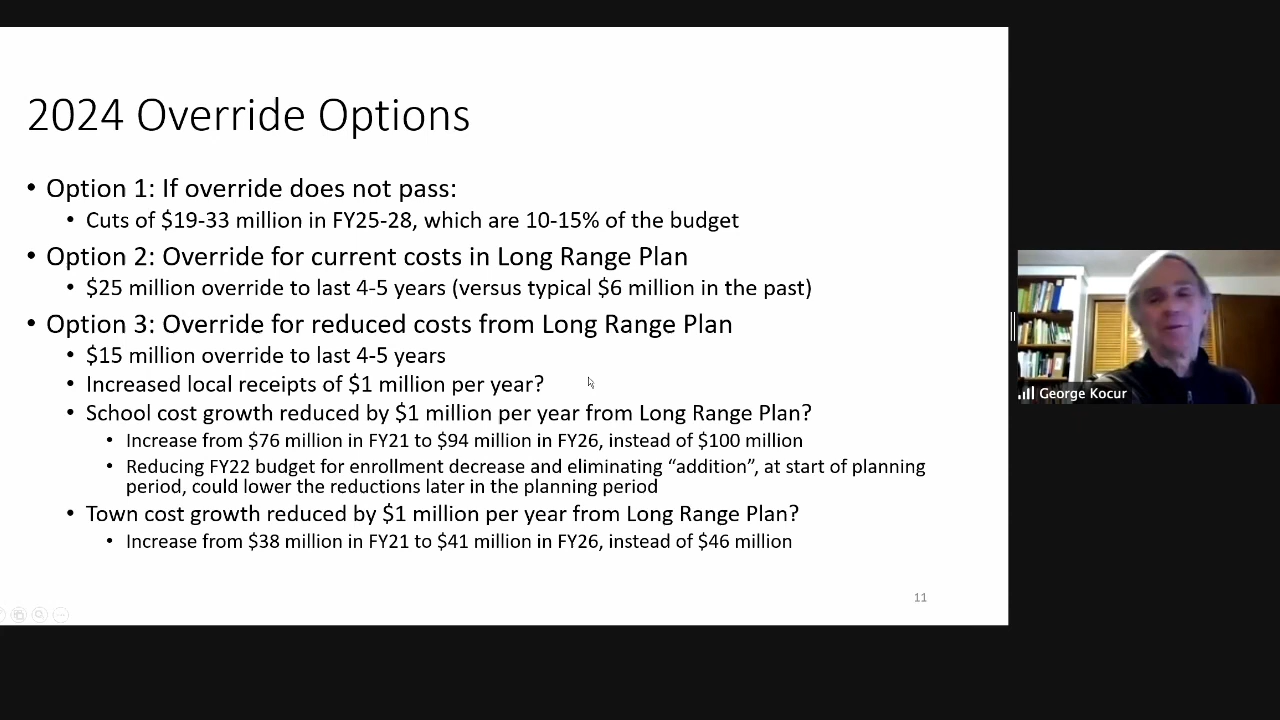 2024 Override Options
• Option 1: If override does not pass:
• Cuts of $19-33 million in FY25-28, which are 10-15% of the budget
• Option 2: Override for current costs in Long Range Plan
• $25 million override to last 4-5 years (versus typical $6 million in the past)
• Option 3: Override for reduced costs from Long Range Plan
• $15 million override to last 4-5 years
• Increased local receipts of $1 million per year?
• School cost growth reduced by $1 million per year from Long Range Plan?
• Increase from $76 million in FY21 to $94 million in FY26, instead of $100 million
• Reducing FY22 budget for enrollment decrease and eliminating “addition”, at start of planning
period, could lower the reductions later in the planning period
• Town cost growth reduced by $1 million per year from Long Range Plan?
• Increase from $38 million in FY21 to $41 million in FY26, instead of $46 million
11
George Kocur